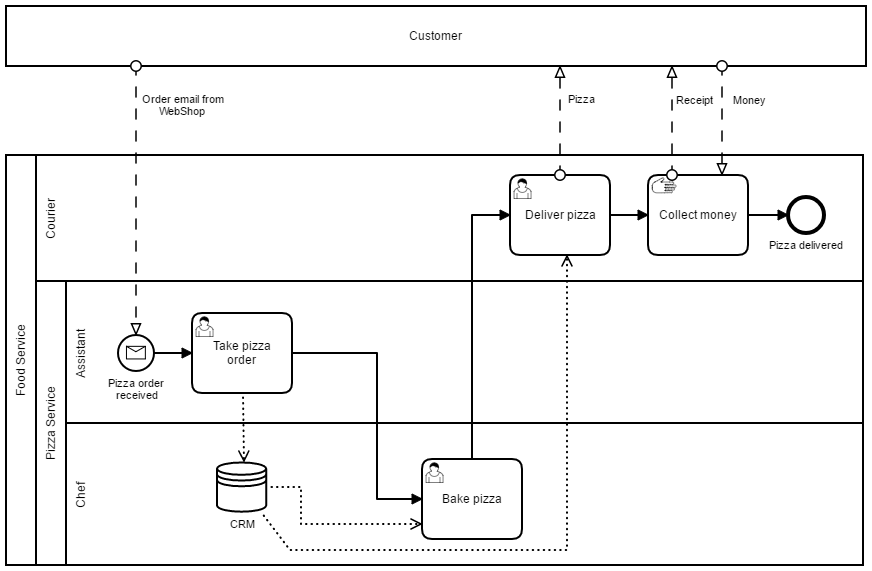 Customer
Order email from
WebShop
Pizza
Receipt
Money
Food Service
Courier
Deliver pizza
Collect money
Pizza delivered
Pizza Service
Assistant
Take pizza
order
Pizza order
received
Chef
CRM
Bake pizza